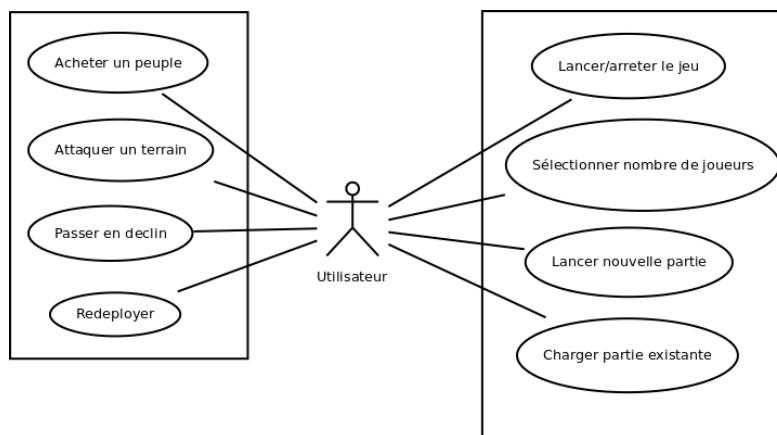 Acheter un peuple
Attaquer un terrain
Passer en declin
Redeployer
Utilisateur
Lancer/arreter le jeu
Sélectionner nombre de joueurs
Lancer nouvelle partie
Charger partie existante